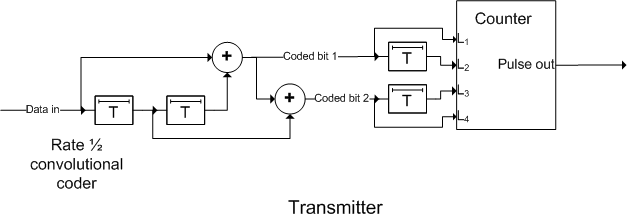 Counter
Coded bit 1
L1
T
L2
Pulse out
+
+
Coded bit 2
T
L3
L4
Data in
T
T
Rate ½
convolutional
coder
Transmitter